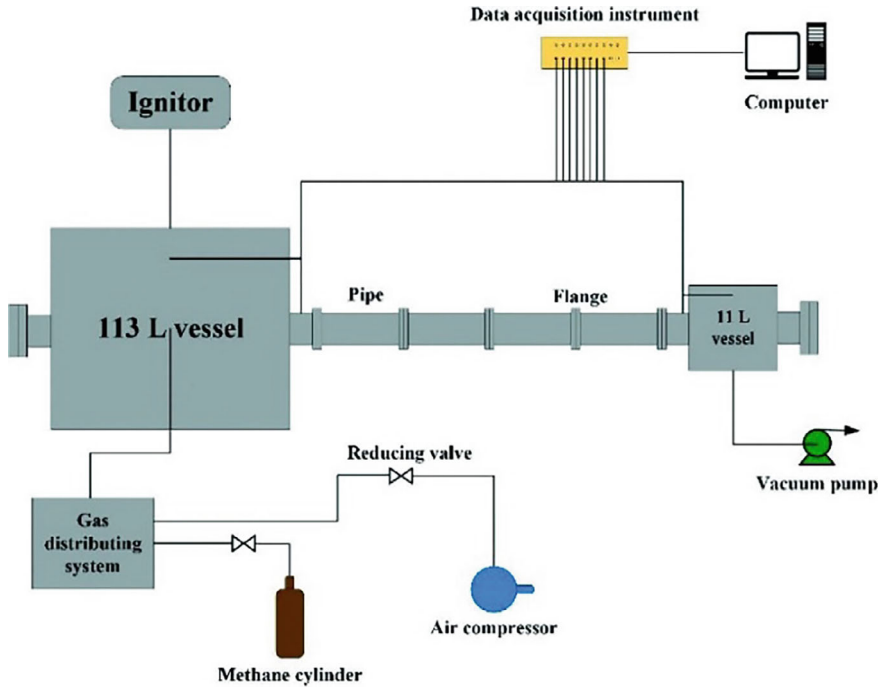 Data acquisition instrument
Ignitor
Computer
Pipe
Flange
113 L vessel
11 L
vessel
Reducing valve
Vacuum pump
Gas
distributing
system
Air compressor
Methane cylinder